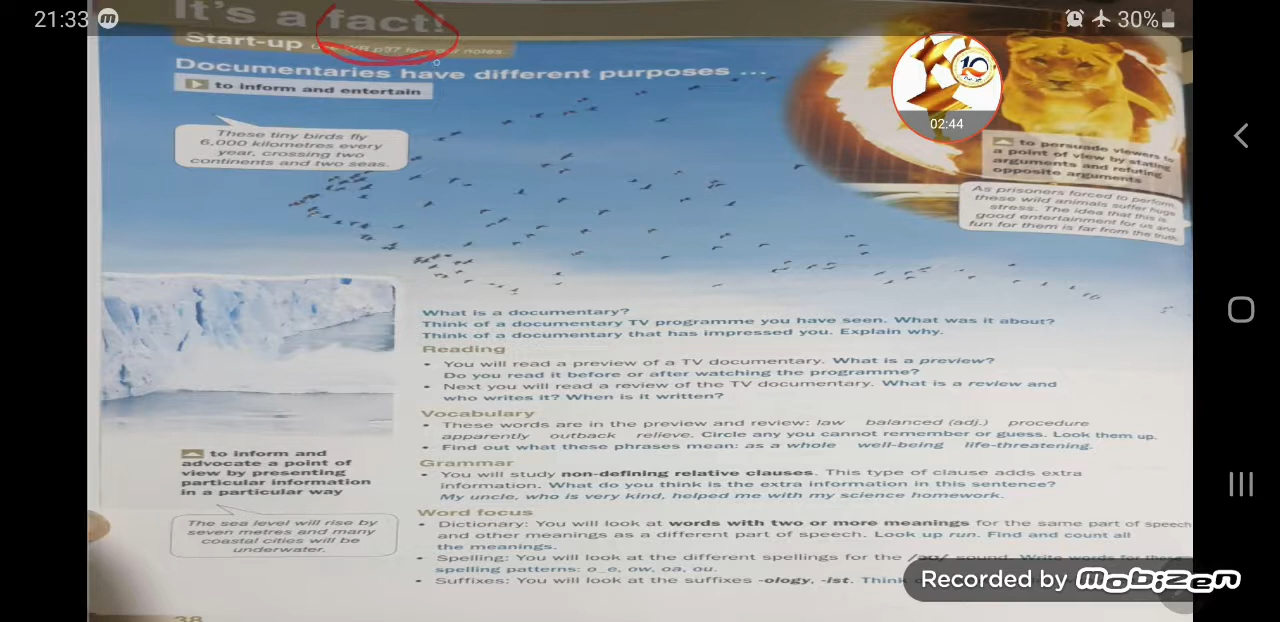 21:33
30%
It's a fact!
Start-up p37 notes
Documentaries have different purposes ...
to inform and entertain
These tiny birds fly
6,000 kilometres every
year, crossing two
continents and two seas.
10
02:44
to persuade viewers to
a point of view by stating
arguments and refuting
opposite arguments
As prisoners forced to perform,
these wild animals suffer huge
stress. The idea that this is
good entertainment for us and
fun for them is far from the truth.
What is a documentary?
Think of a documentary TV programme you have seen. What was it about?
Think of a documentary that has impressed you. Explain why.
Reading
• You will read a preview of a TV documentary. What is a preview?
Do you read it before or after watching the programme?
• Next you will read a review of the TV documentary. What is a review and
who writes it? When is it written?
Vocabulary
• These words are in the preview and review: law balanced (adj.) procedure
apparently outback relieve. Circle any you cannot remember or guess. Look them up.
• Find out what these phrases mean: as a whole well-being life-threatening.
to inform and
advocate a point of
view by presenting
particular information
in a particular way
The sea level will rise by
seven metres and many
coastal cities will be
underwater.
Grammar
• You will study non-defining relative clauses. This type of clause adds extra
information. What do you think is the extra information in this sentence?
My uncle, who is very kind, helped me with my science homework.
Word focus
• Dictionary: You will look at words with two or more meanings for the same part of speech
and other meanings as a different part of speech. Look up run. Find and count all
the meanings.
• Spelling: You will look at the different spellings for the sound. Write words for these
spelling patterns: o_e, ow, oa, ou.
• Suffixes: You will look at the suffixes -ology, -ist. Think
Recorded by Mobizen
38